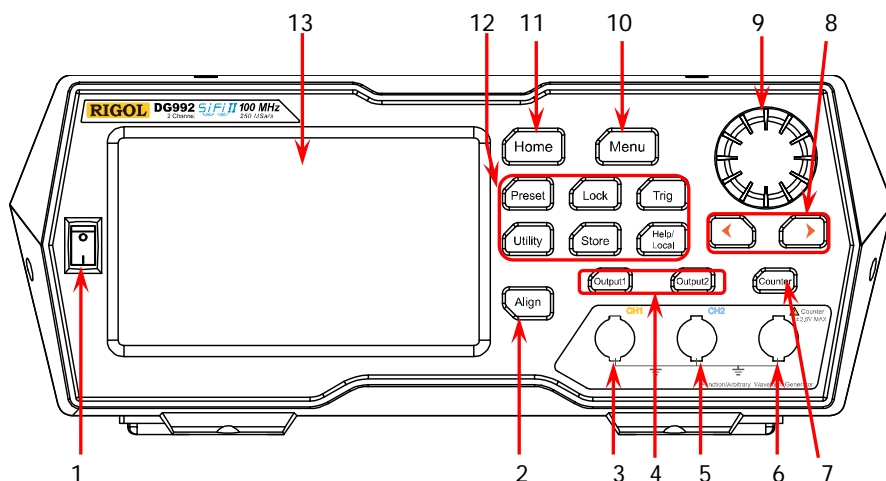 13 12 11 10 9 8
RIGOL DG992 SiFi II 100 MHz
2 Channel 250 MSa/s
Home Menu
Preset Lock Trig
Utility Store Help/
Local
Output1 Output2 Counter
Align
CH1 CH2 Counter
±2.5V MAX
Function/Arbitrary Waveform Generator
1 2 3 4 5 6 7